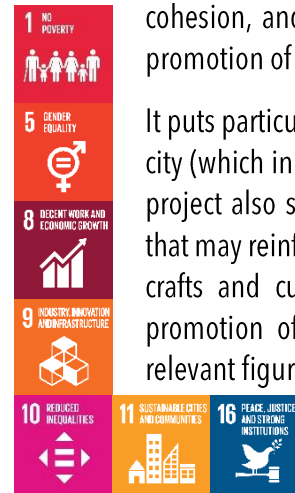 1 NO
POVERTY
5 GENDER
EQUALITY
8 DECENT WORK AND
ECONOMIC GROWTH
9 INDUSTRY, INNOVATION
AND INFRASTRUCTURE
10 REDUCED
INEQUALITIES
11 SUSTAINABLE CITIES
AND COMMUNITIES
16 PEACE, JUSTICE
AND STRONG
INSTITUTIONS
cohesion, and
promotion of
It puts particu
city (which in
project also s
that may reinf
crafts and cu
promotion of
relevant figur